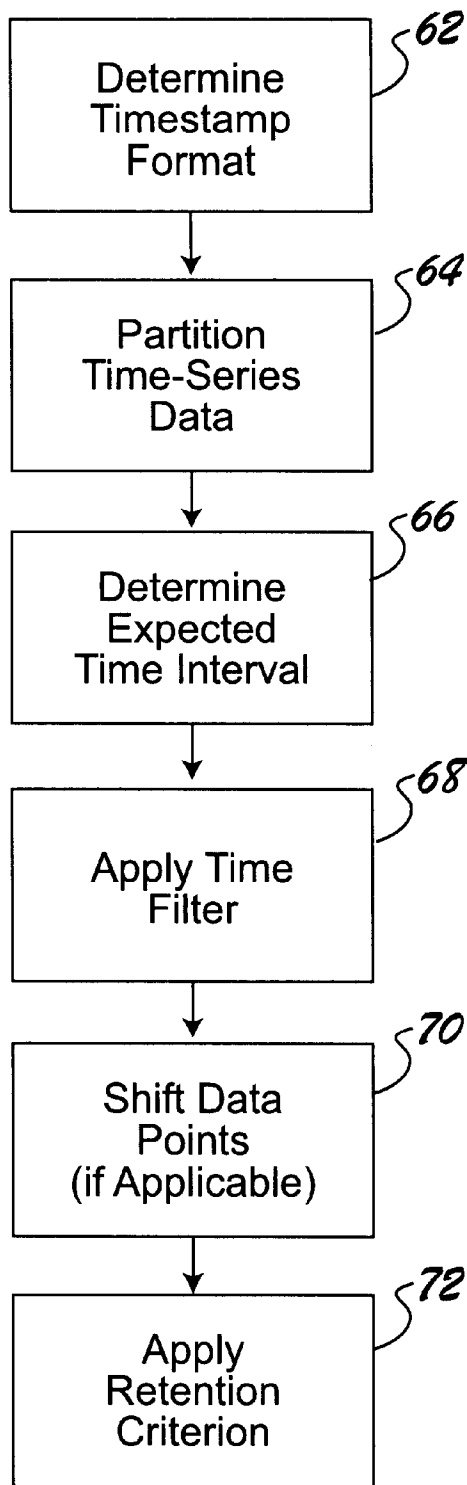 62
Determine
Timestamp
Format
64
Partition
Time-Series
Data
66
Determine
Expected
Time Interval
68
Apply Time
Filter
70
Shift Data
Points
(if Applicable)
72
Apply
Retention
Criterion